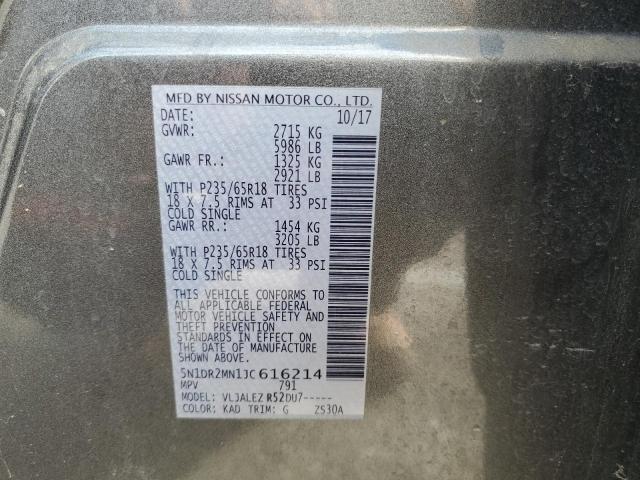 MFD BY NISSAN MOTOR CO., LTD.
DATE: 10/17
GVWR: 2715 KG
5986 LB
GAWR FR.: 1325 KG
2921 LB
WITH P235/65R18 TIRES
18 X 7.5 RIMS AT 33 PSI
COLD SINGLE
GAWR RR.: 1454 KG
3205 LB
WITH P235/65R18 TIRES
18 X 7.5 RIMS AT 33 PSI
COLD SINGLE
THIS VEHICLE CONFORMS TO
ALL APPLICABLE FEDERAL
MOTOR VEHICLE SAFETY AND
THEFT PREVENTION
STANDARDS IN EFFECT ON
THE DATE OF MANUFACTURE
SHOWN ABOVE.
5N1DR2MN1JC616214
MPV 791
MODEL: VLJALEZ R52DU7-----
COLOR: KAD TRIM: G ZS30A